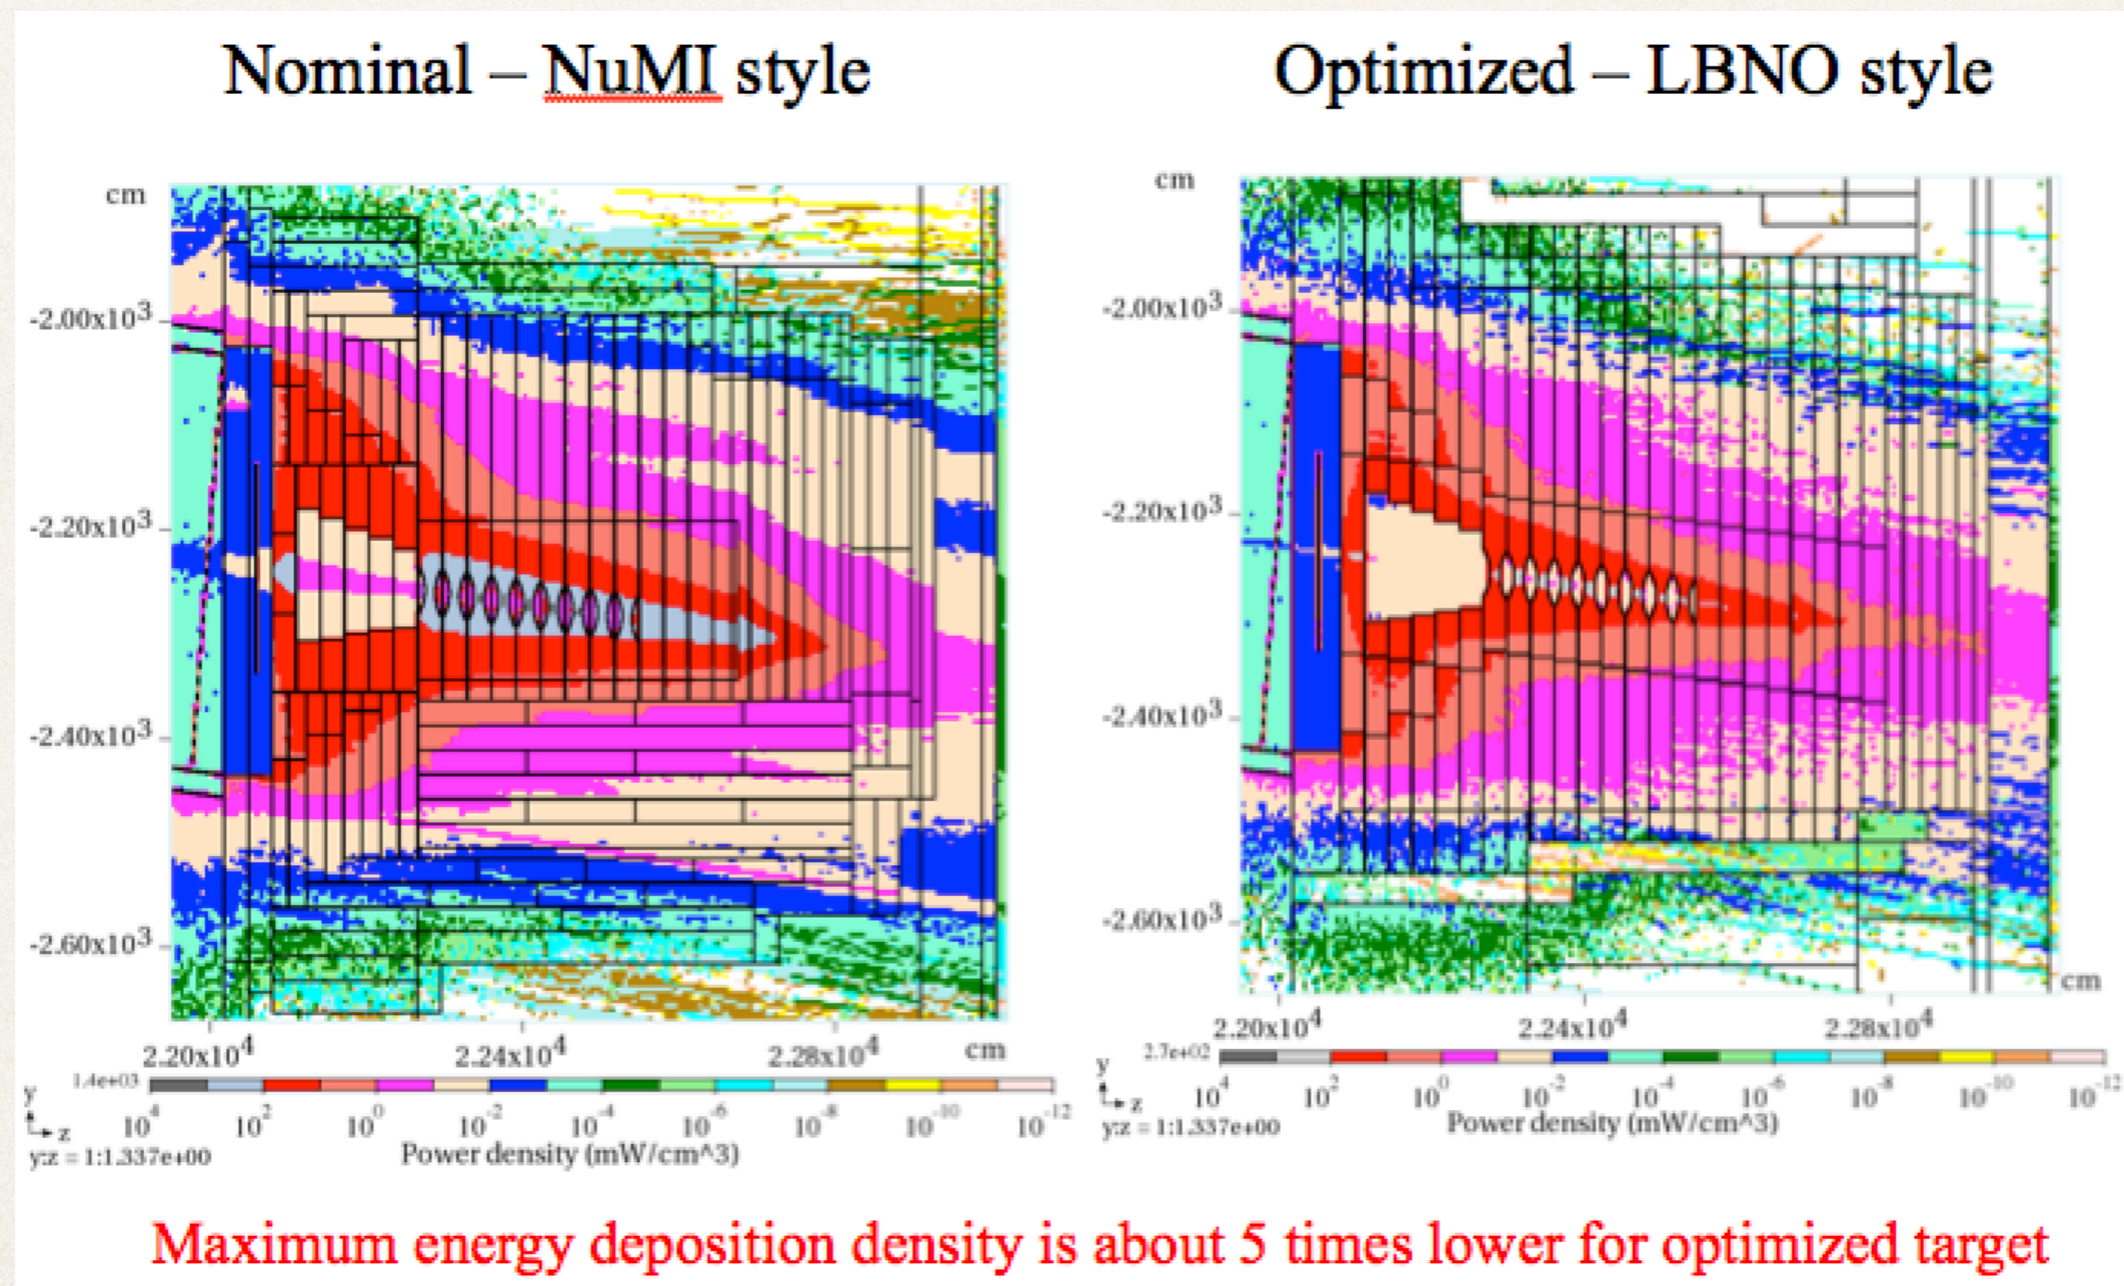 Nominal – NuMI style
Optimized – LBNO style
cm
-2.00x10³
-2.20x10³
-2.40x10³
-2.60x10³
2.20x10⁴ 2.24x10⁴ 2.28x10⁴ cm
1.4e+03
10⁴ 10² 10⁰ 10⁻² 10⁻⁴ 10⁻⁶ 10⁻⁸ 10⁻¹⁰ 10⁻¹²
Power density (mW/cm^3)
y
z
y:z = 1:1.337e+00
cm
-2.00x10³
-2.20x10³
-2.40x10³
-2.60x10³
cm
2.20x10⁴ 2.24x10⁴ 2.28x10⁴
2.7e+02
10⁴ 10² 10⁰ 10⁻² 10⁻⁴ 10⁻⁶ 10⁻⁸ 10⁻¹⁰ 10⁻¹²
Power density (mW/cm^3)
y
z
y:z = 1:1.337e+00
Maximum energy deposition density is about 5 times lower for optimized target